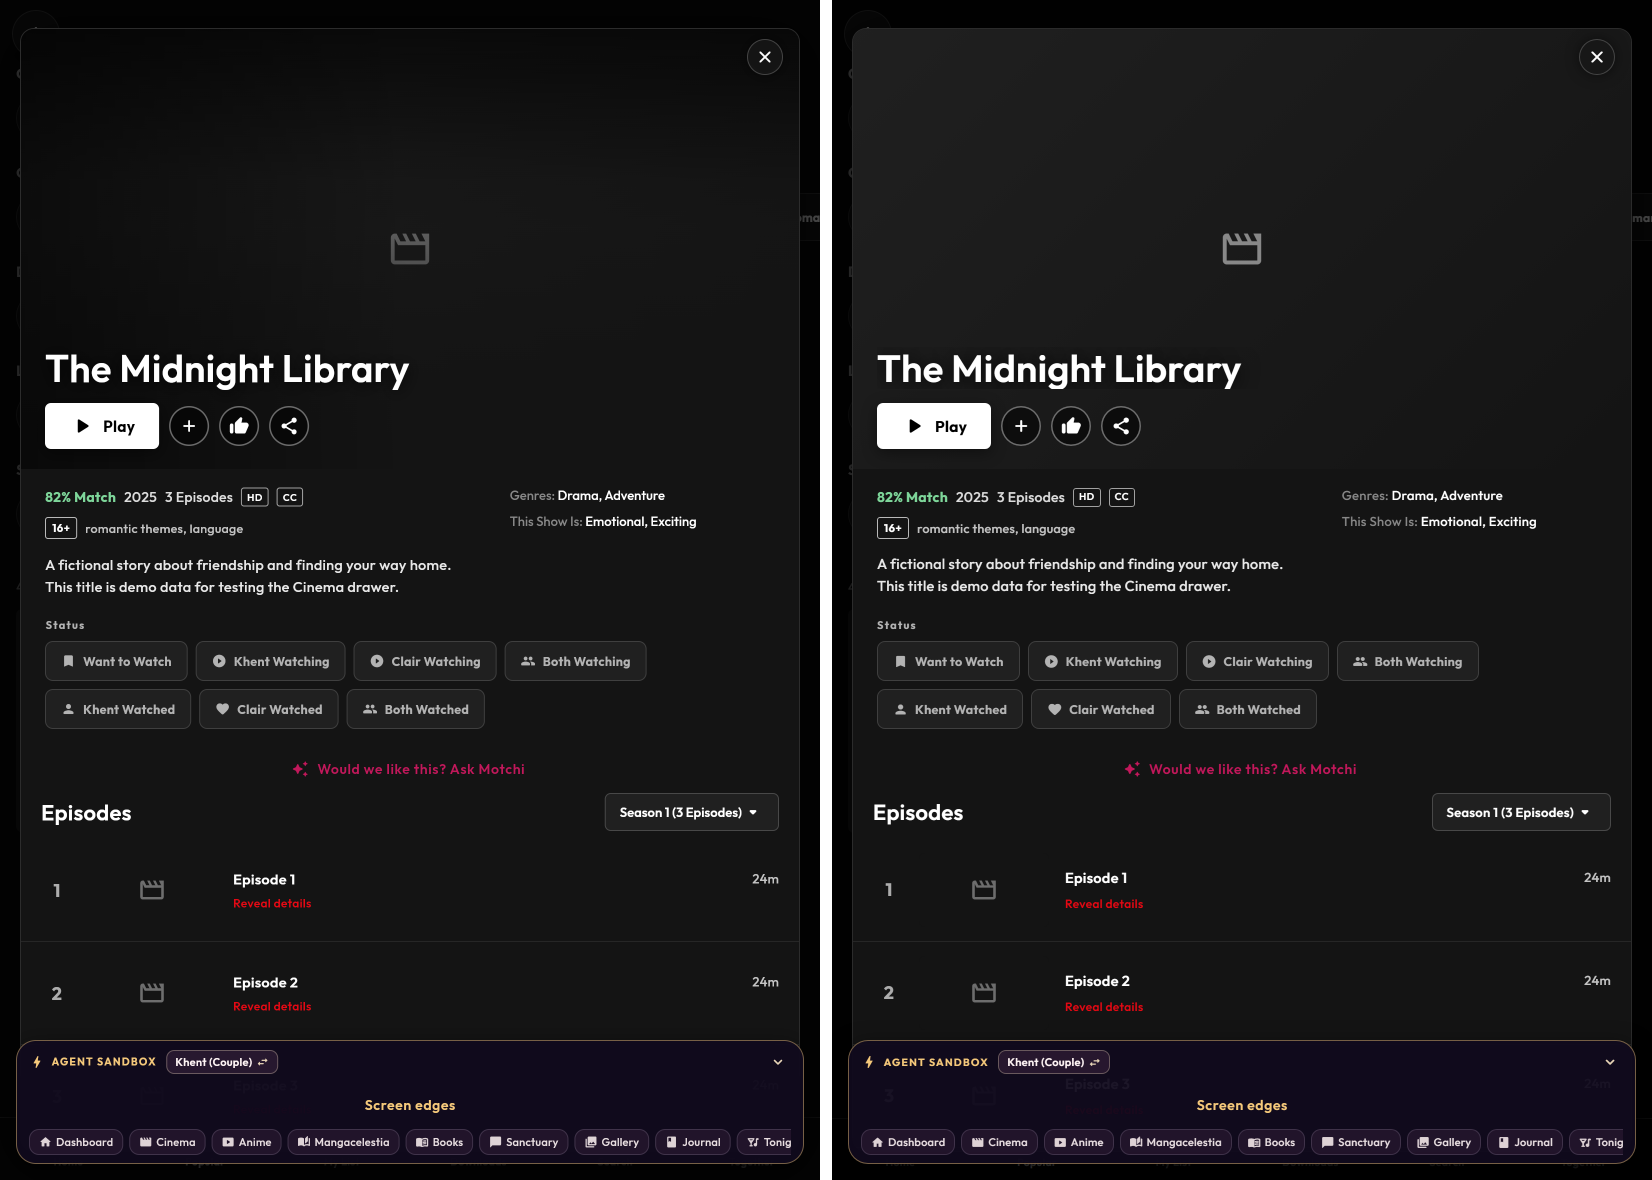 The Midnight Library
Play
82% Match 2025 3 Episodes HD CC
16+ romantic themes, language
Genres: Drama, Adventure
This Show Is: Emotional, Exciting
A fictional story about friendship and finding your way home.
This title is demo data for testing the Cinema drawer.
Status
Want to Watch Khent Watching Clair Watching Both Watching
Khent Watched Clair Watched Both Watched
Would we like this? Ask Motchi
Episodes Season 1 (3 Episodes)
1 Episode 1 24m
Reveal details
2 Episode 2 24m
Reveal details
AGENT SANDBOX Khent (Couple)
3 Episode 3 24m
Screen edges
Dashboard Cinema Anime Mangacelestia Books Sanctuary Gallery Journal Tonig
The Midnight Library
Play
82% Match 2025 3 Episodes HD CC
16+ romantic themes, language
Genres: Drama, Adventure
This Show Is: Emotional, Exciting
A fictional story about friendship and finding your way home.
This title is demo data for testing the Cinema drawer.
Status
Want to Watch Khent Watching Clair Watching Both Watching
Khent Watched Clair Watched Both Watched
Would we like this? Ask Motchi
Episodes Season 1 (3 Episodes)
1 Episode 1 24m
Reveal details
2 Episode 2 24m
Reveal details
AGENT SANDBOX Khent (Couple)
3 Episode 3 24m
Screen edges
Dashboard Cinema Anime Mangacelestia Books Sanctuary Gallery Journal Tonig